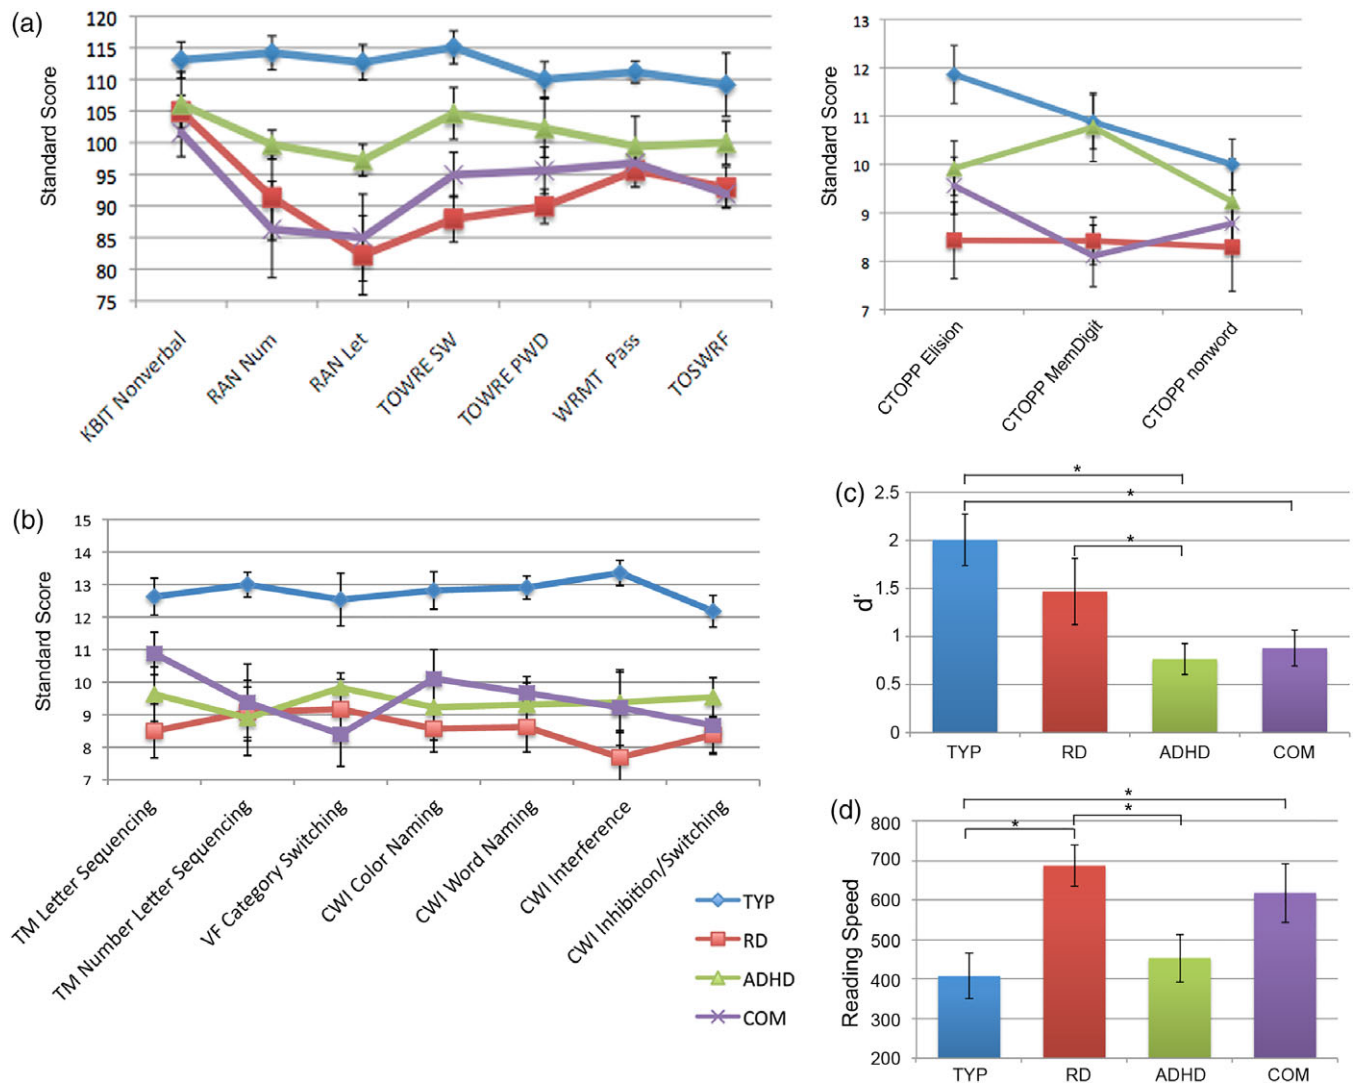 (a)
Standard Score
120
115
110
105
100
95
90
85
80
75
KBIT Nonverbal
RAN Num
RAN Let
TOWRE SW
TOWRE PWD
WRMT Pass
TOSWRF
Standard Score
13
12
11
10
9
8
7
CTOPP Elision
CTOPP MemDigit
CTOPP nonword
(b)
Standard Score
15
14
13
12
11
10
9
8
7
TM Letter Sequencing
TM Number Letter Sequencing
VF Category Switching
CWI Color Naming
CWI Word Naming
CWI Interference
CWI Inhibition/Switching
TYP
RD
ADHD
COM
(c)
d'
2.5
2
1.5
1
0.5
0
*
*
*
TYP
RD
ADHD
COM
(d)
Reading Speed
800
700
600
500
400
300
200
*
*
*
TYP
RD
ADHD
COM